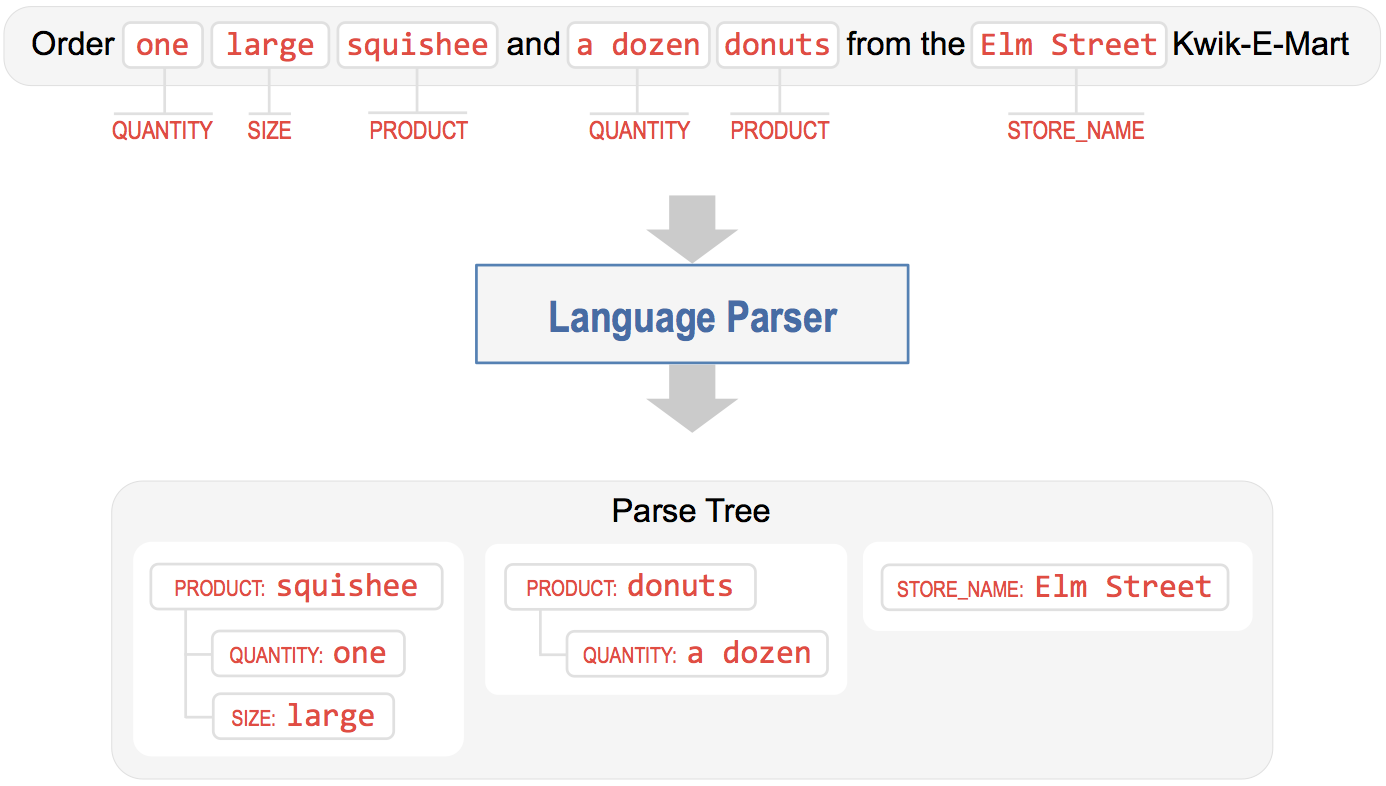 Order one large squishee and a dozen donuts from the Elm Street Kwik-E-Mart
QUANTITY SIZE PRODUCT QUANTITY PRODUCT STORE_NAME
Language Parser
Parse Tree
PRODUCT: squishee
QUANTITY: one
SIZE: large
PRODUCT: donuts
QUANTITY: a dozen
STORE_NAME: Elm Street